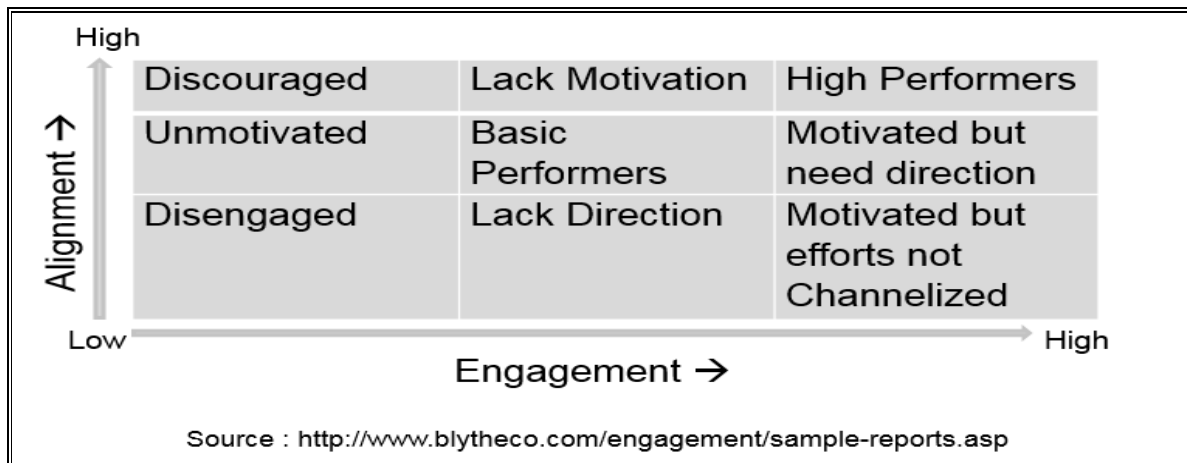 High
Discouraged Lack Motivation High Performers
Unmotivated Basic Performers Motivated but need direction
Disengaged Lack Direction Motivated but efforts not Channelized
Alignment →
Low
High
Engagement →
Source : http://www.blytheco.com/engagement/sample-reports.asp